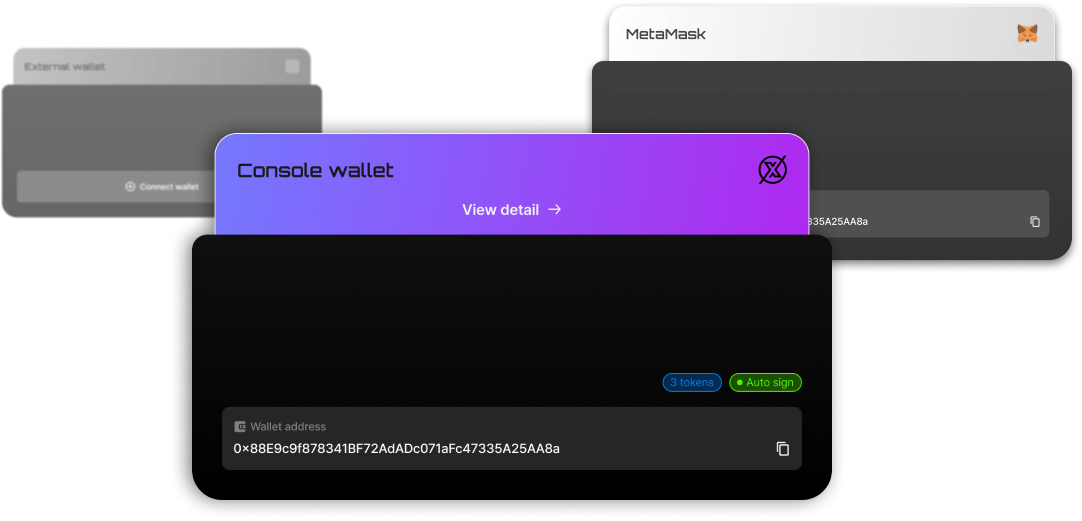 External wallet
Connect wallet
MetaMask
335A25AA8a
Console wallet
View detail →
3 tokens
Auto sign
Wallet address
0×88E9c9f878341BF72AdADc071aFc47335A25AA8a